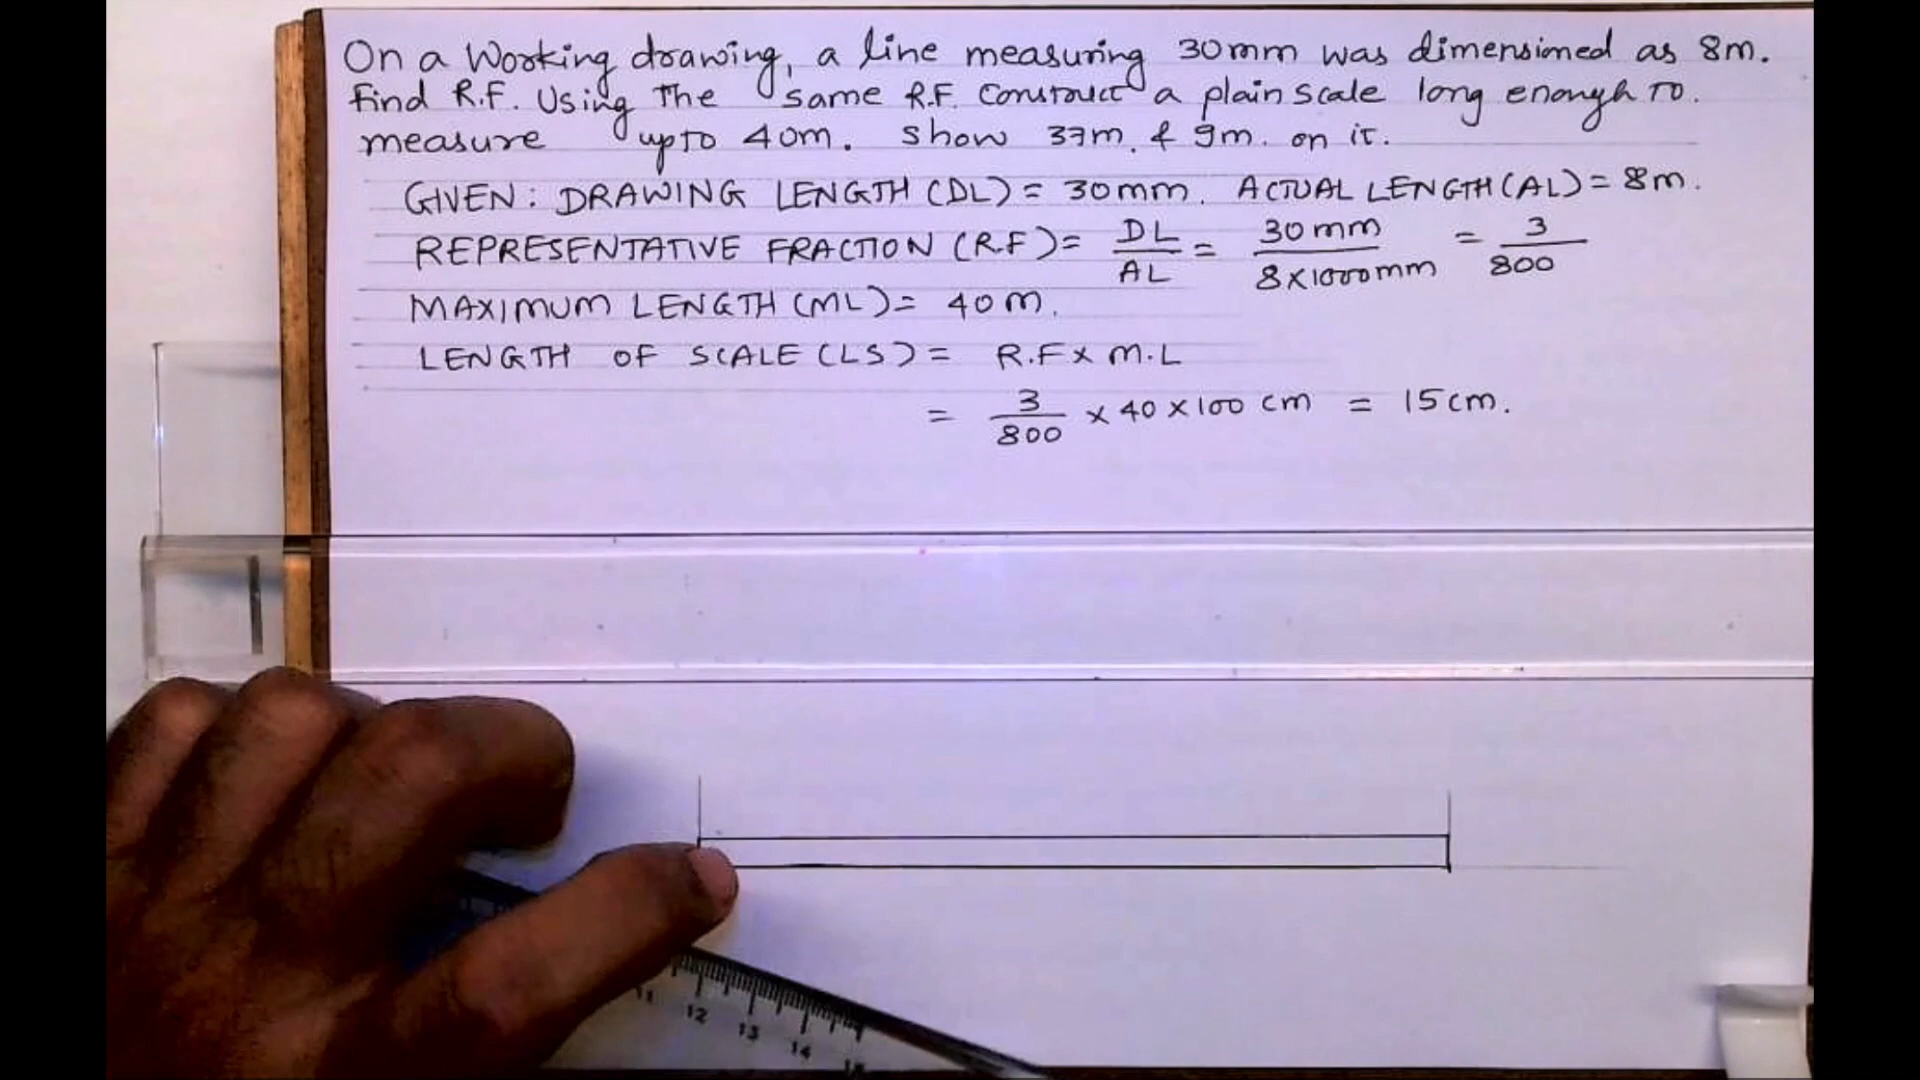 On a working drawing, a line measuring 30mm was dimensioned as 8m.
Find R.F. Using The same R.F. Construct a plain scale long enough To.
measure upto 40m. Show 37m. & 9m. on it.
GIVEN: DRAWING LENGTH (DL) = 30mm. ACTUAL LENGTH (AL) = 8m.
REPRESENTATIVE FRACTION (R.F) = DL/AL = 30mm/8×1000mm = 3/800
MAXIMUM LENGTH (ML) = 40m.
LENGTH OF SCALE (LS) = R.F × M.L
= 3/800 × 40 × 100 cm = 15cm.
11 12 13 14